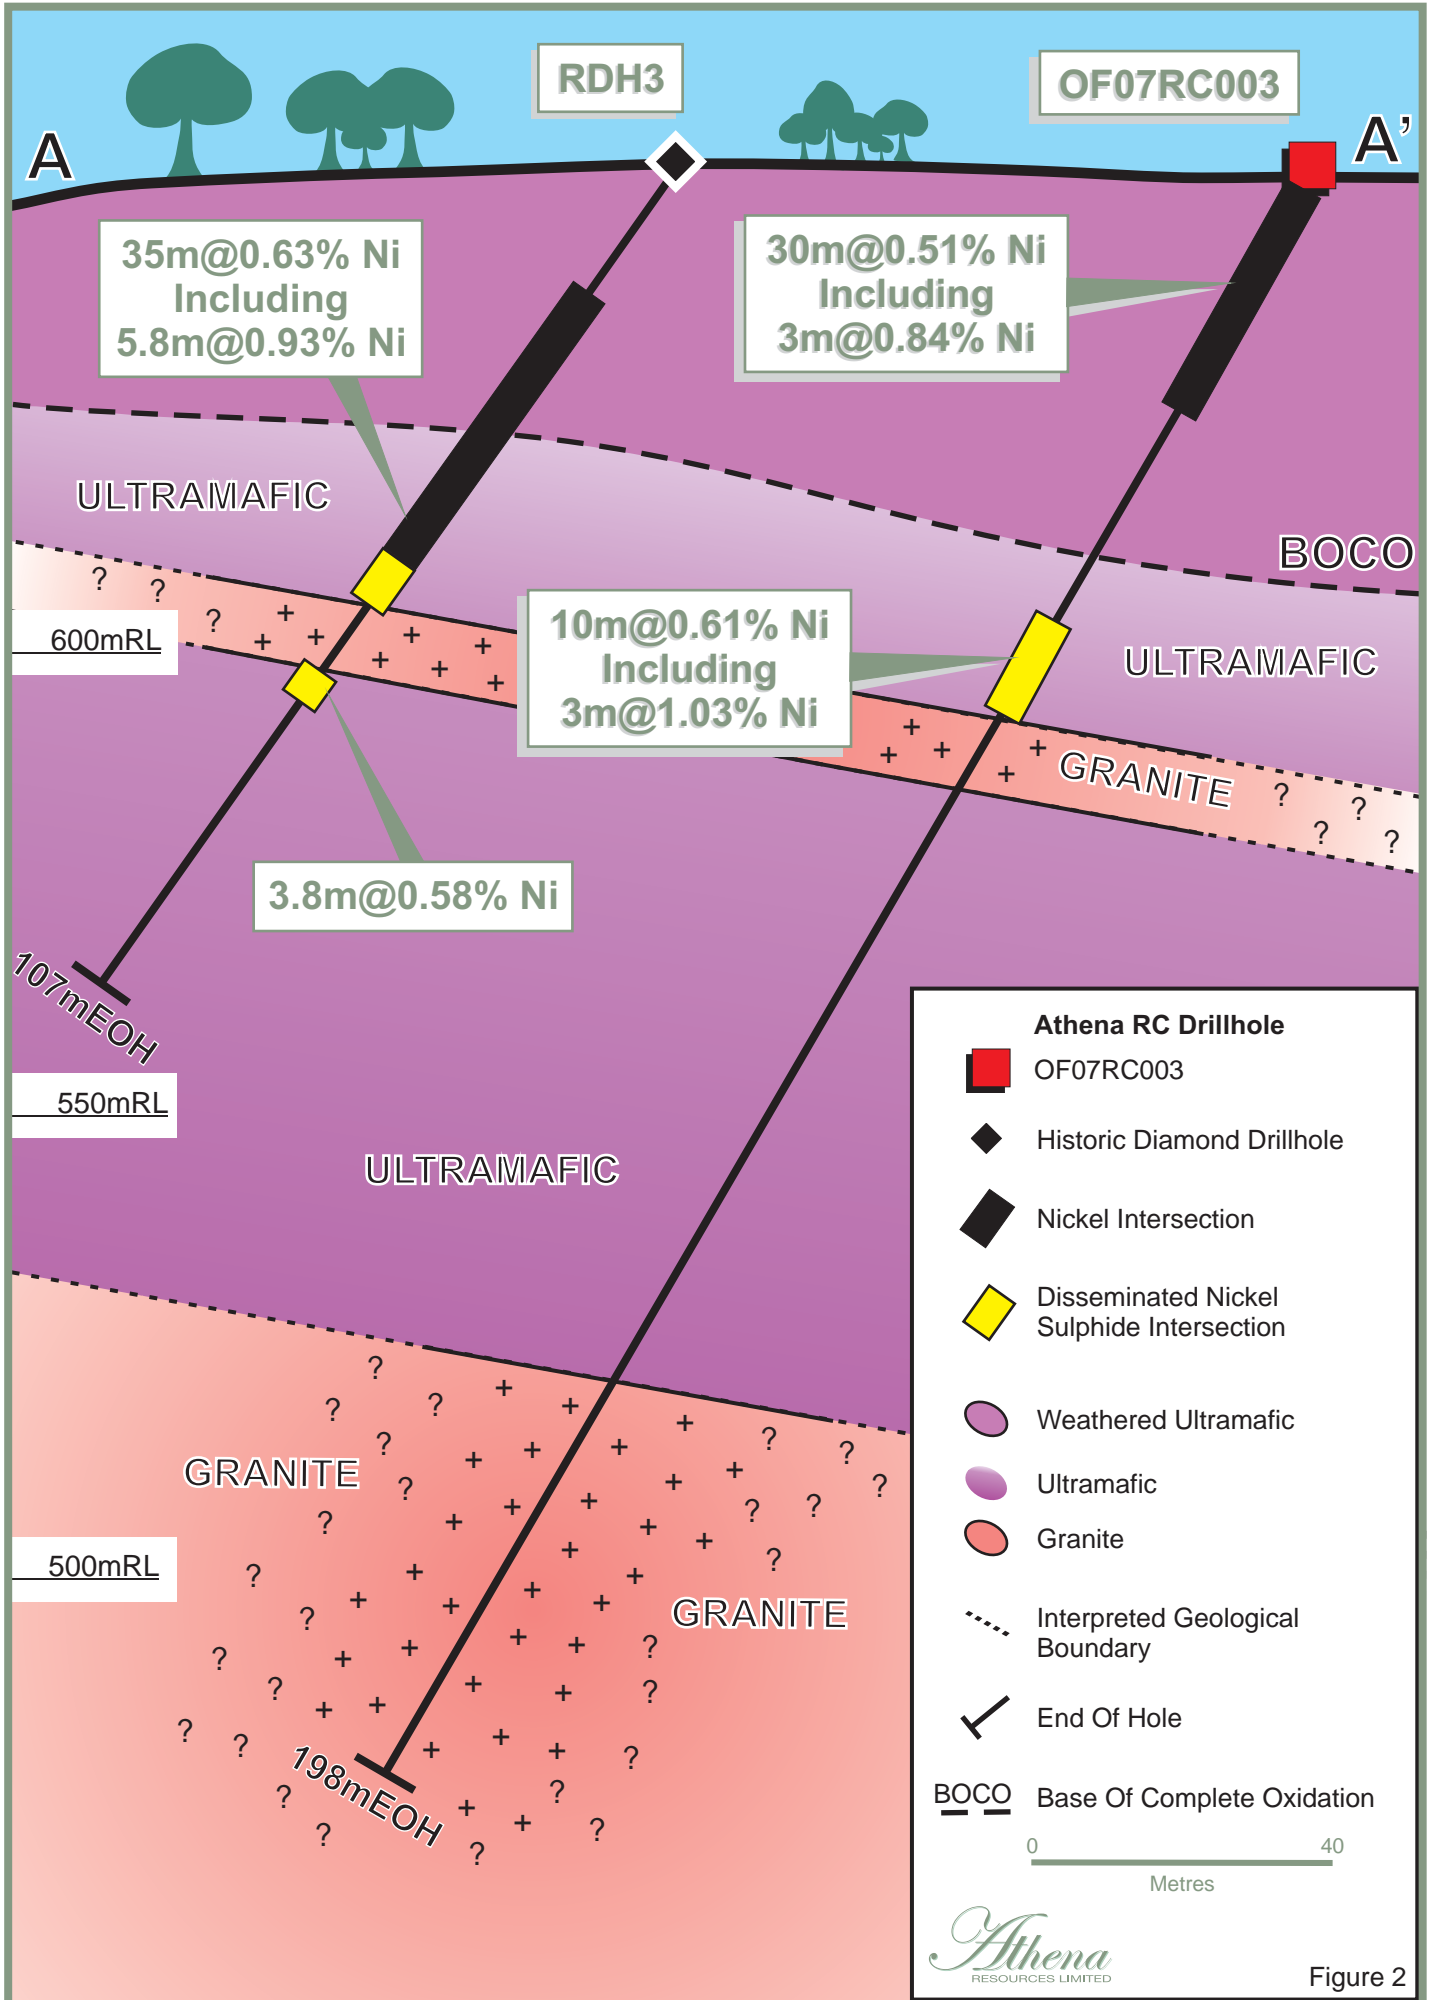 RDH3
OF07RC003
A
A’
35m@0.63% Ni
Including
5.8m@0.93% Ni
30m@0.51% Ni
Including
3m@0.84% Ni
ULTRAMAFIC
BOCO
? ? ?
+ + + + + + + +
600mRL
10m@0.61% Ni
Including
3m@1.03% Ni
ULTRAMAFIC
+ + + + +
GRANITE
? ? ? ?
3.8m@0.58% Ni
107mEOH
550mRL
ULTRAMAFIC
GRANITE
500mRL
GRANITE
198mEOH
Athena RC Drillhole
OF07RC003
Historic Diamond Drillhole
Nickel Intersection
Disseminated Nickel
Sulphide Intersection
Weathered Ultramafic
Ultramafic
Granite
Interpreted Geological
Boundary
End Of Hole
BOCO Base Of Complete Oxidation
0 40
Metres
Athena
RESOURCES LIMITED
Figure 2